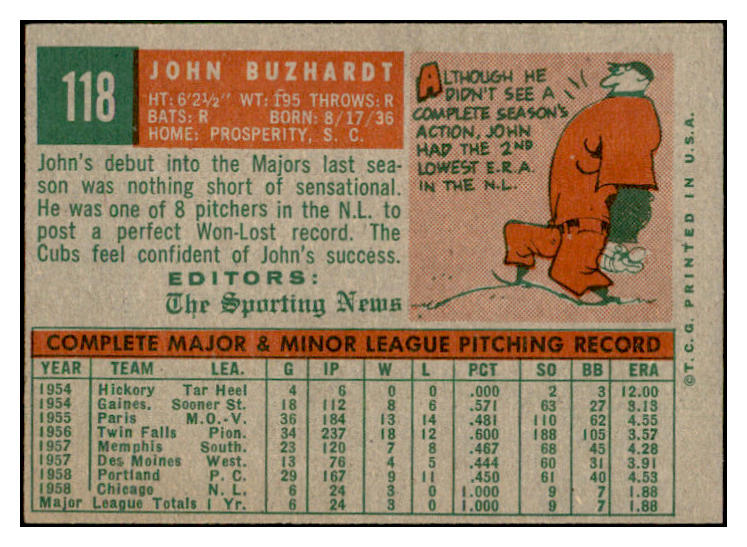 118
JOHN BUZHARDT
HT: 6'2½" WT: 195 THROWS: R
BATS: R BORN: 8/17/36
HOME: PROSPERITY, S. C.
John's debut into the Majors last sea-
son was nothing short of sensational.
He was one of 8 pitchers in the N.L. to
post a perfect Won-Lost record. The
Cubs feel confident of John's success.
EDITORS:
The Sporting News
ALTHOUGH HE
DIDN'T SEE A
COMPLETE SEASON'S
ACTION, JOHN
HAD THE 2ND
LOWEST E.R.A.
IN THE N.L.
COMPLETE MAJOR & MINOR LEAGUE PITCHING RECORD
YEAR TEAM LEA. G IP W L PCT SO BB ERA
1954 Hickory Tar Heel 4 6 0 0 .000 2 3 12.00
1954 Gaines. Sooner St. 18 112 8 6 .571 63 27 3.13
1955 Paris M.O.-V. 36 184 13 14 .481 110 62 4.55
1956 Twin Falls Pion. 34 237 18 12 .600 188 105 3.57
1957 Memphis South. 23 120 7 8 .467 68 45 4.28
1957 Des Moines West. 13 76 4 5 .444 60 31 3.91
1958 Portland P. C. 29 167 9 11 .450 61 40 4.53
1958 Chicago N. L. 6 24 3 0 1.000 9 7 1.88
Major League Totals 1 Yr. 6 24 3 0 1.000 9 7 1.88
©T.C.G. PRINTED IN U.S.A.